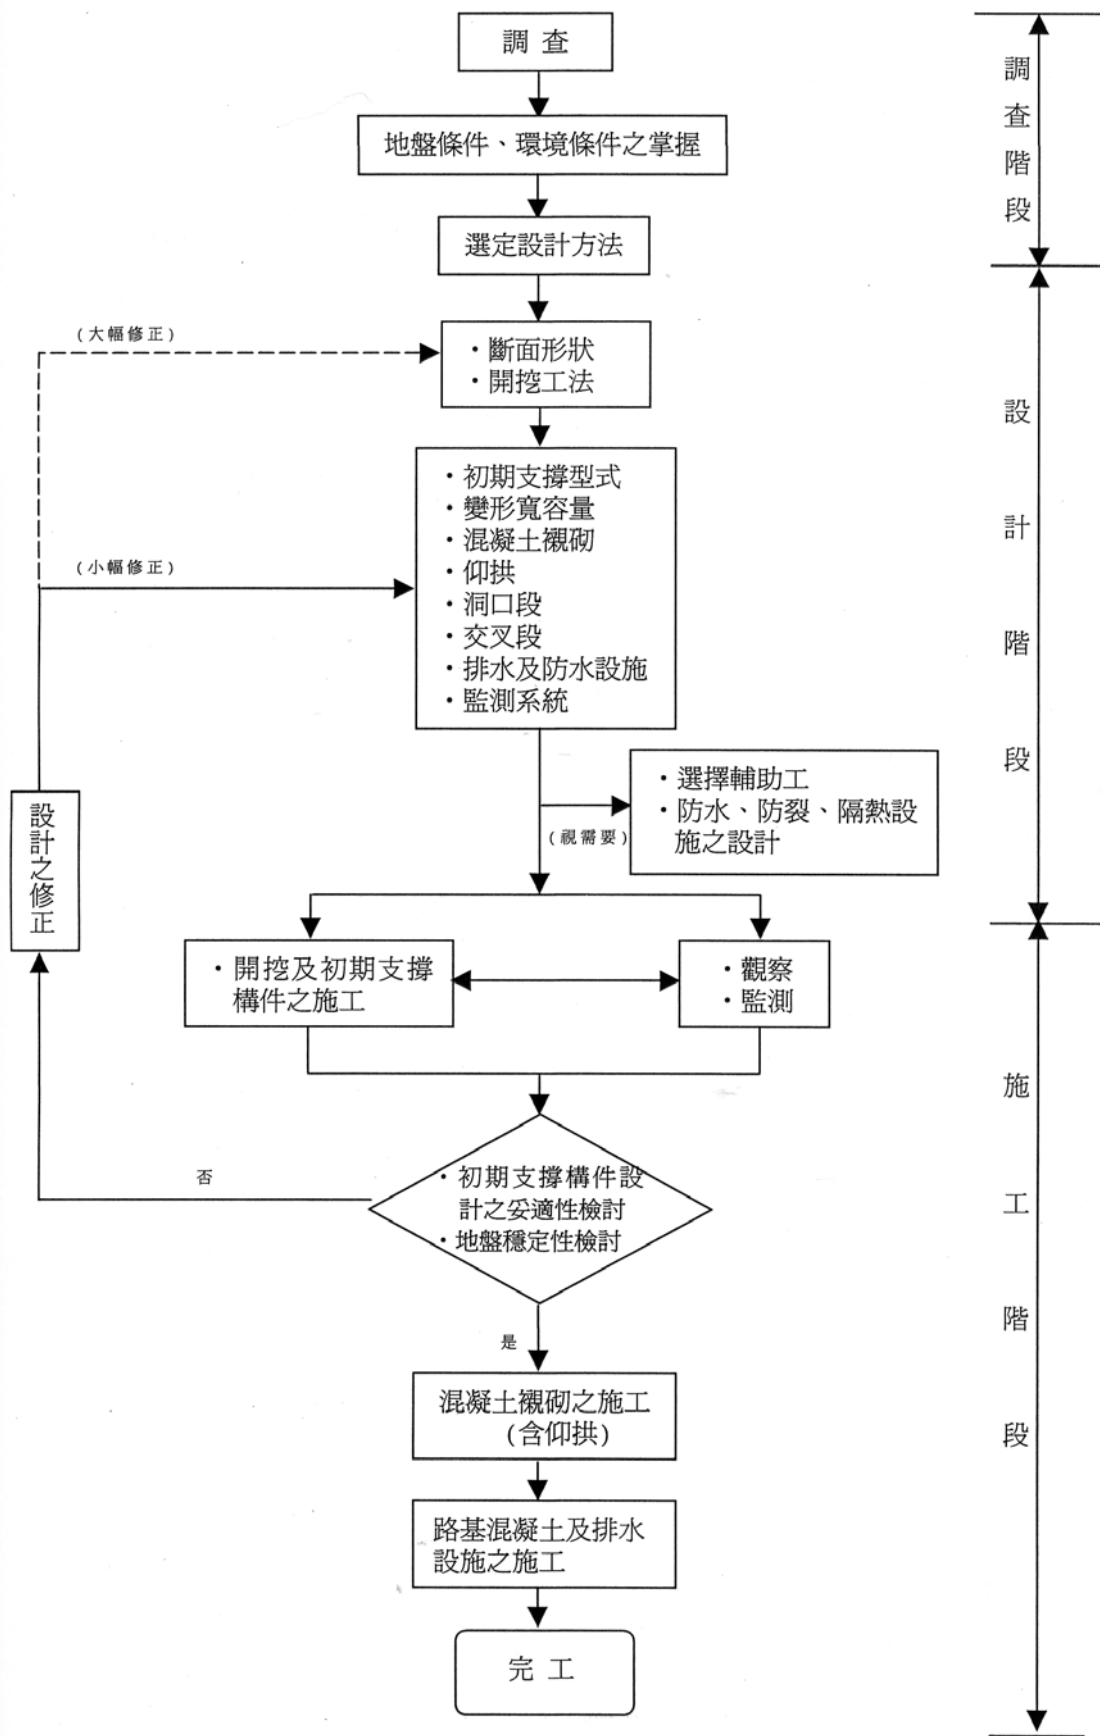 調查
地盤條件、環境條件之掌握
選定設計方法
(大幅修正)
・斷面形狀
・開挖工法
(小幅修正)
・初期支撐型式
・變形寬容量
・混凝土襯砌
・仰拱
・洞口段
・交叉段
・排水及防水設施
・監測系統
(視需要)
・選擇輔助工
・防水、防裂、隔熱設
施之設計
設計之修正
・開挖及初期支撐
構件之施工
・觀察
・監測
・初期支撐構件設
計之妥適性檢討
・地盤穩定性檢討
否
是
混凝土襯砌之施工
(含仰拱)
路基混凝土及排水
設施之施工
完工
調查階段
設計階段
施工階段